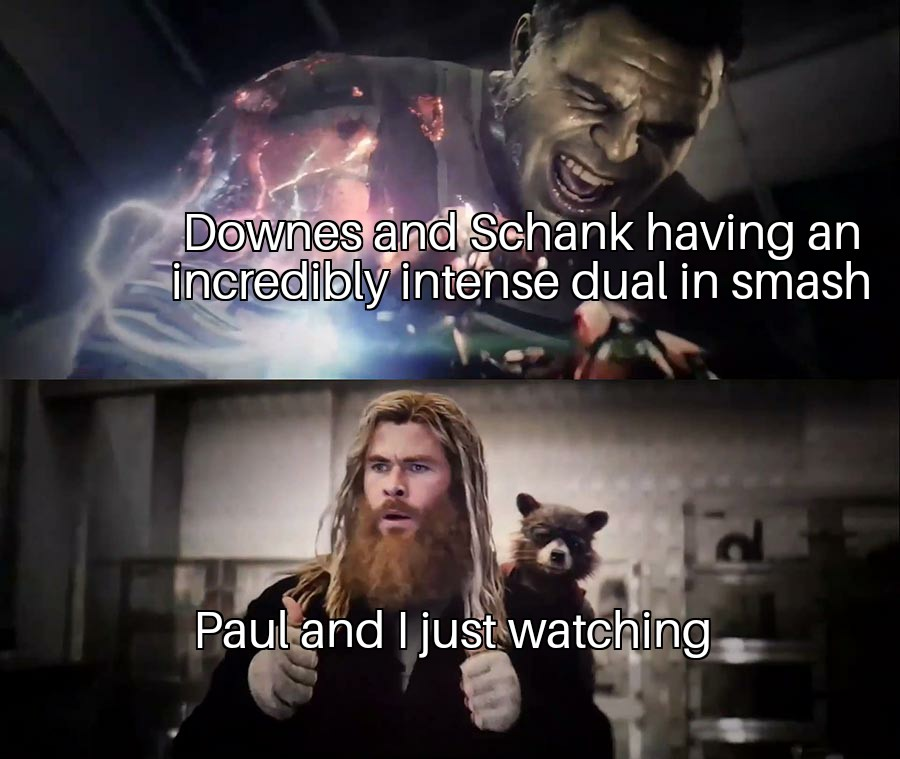 Downes and Schank having an
incredibly intense dual in smash
Paul and I just watching